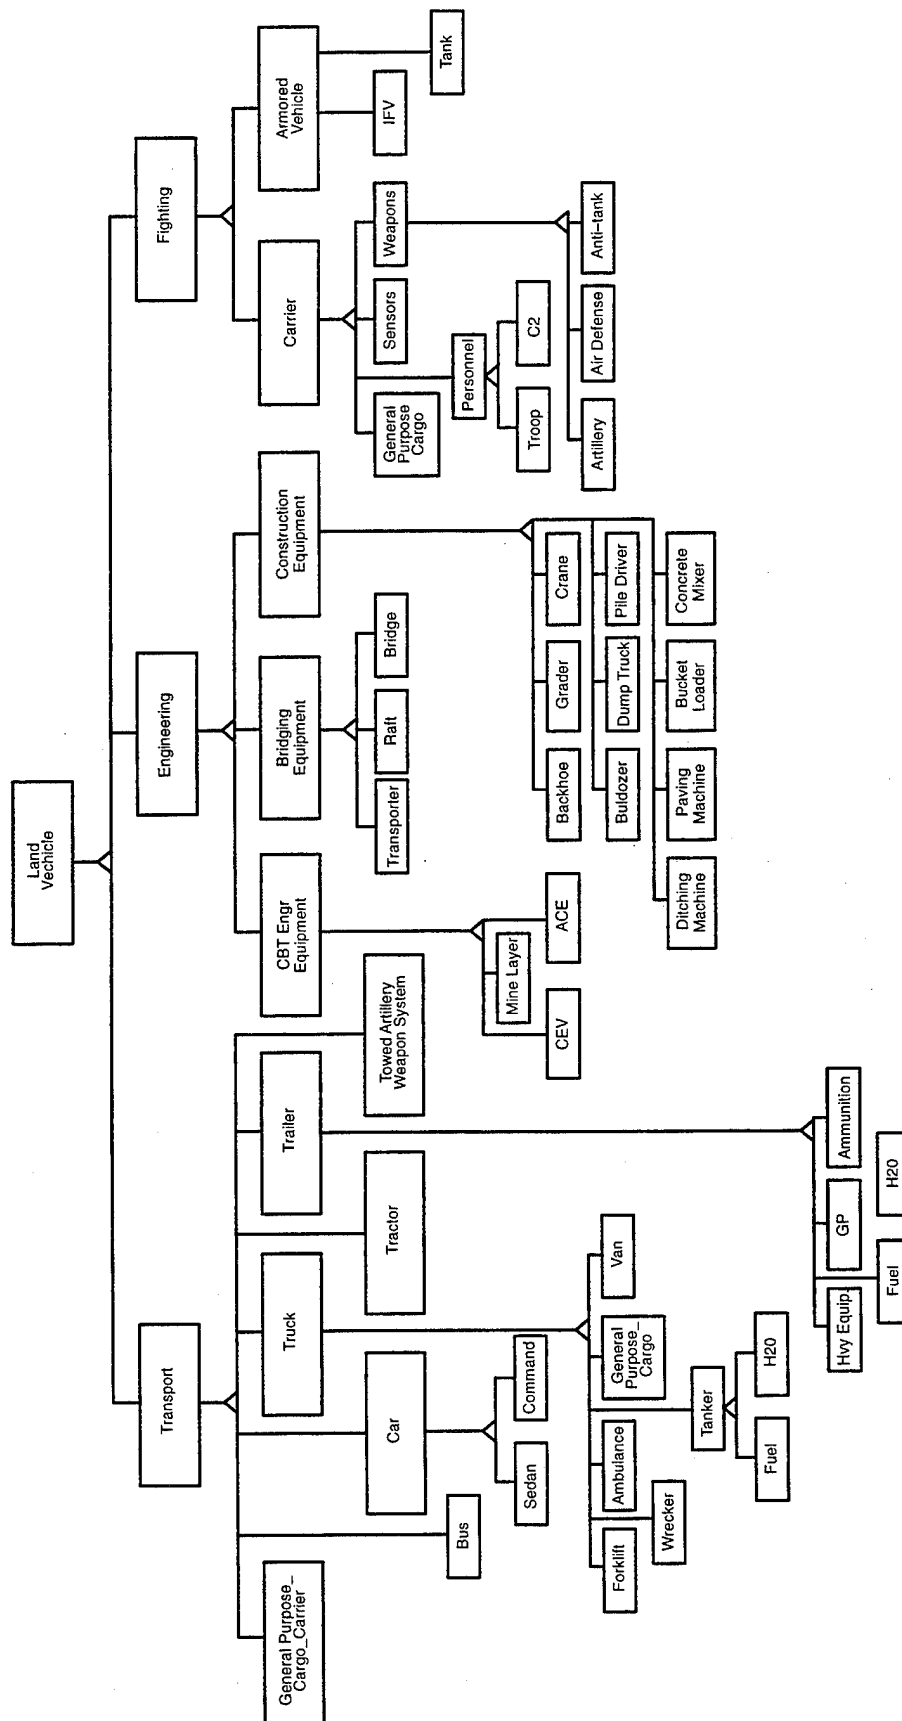 Land
Vechicle
Transport
Engineering
Fighting
General Purpose_
Cargo_Carrier
Bus
Car
Truck
Tractor
Trailer
Towed Artillery
Weapon System
CBT Engr
Equipment
Bridging
Equipment
Construction
Equipment
Carrier
Armored
Vehicle
Sedan
Command
Forklift
Wrecker
Ambulance
Tanker
General
Purpose_
Cargo
Van
Fuel
H20
Hvy Equip.
Fuel
GP
H20
Ammunition
CEV
Mine Layer
ACE
Transporter
Raft
Bridge
Backhoe
Grader
Crane
Buldozer
Dump Truck
Pile Driver
Ditching
Machine
Paving
Machine
Bucket
Loader
Concrete
Mixer
General
Purpose
Cargo
Personnel
Sensors
Weapons
Troop
C2
Artillery
Air Defense
Anti-tank
IFV
Tank